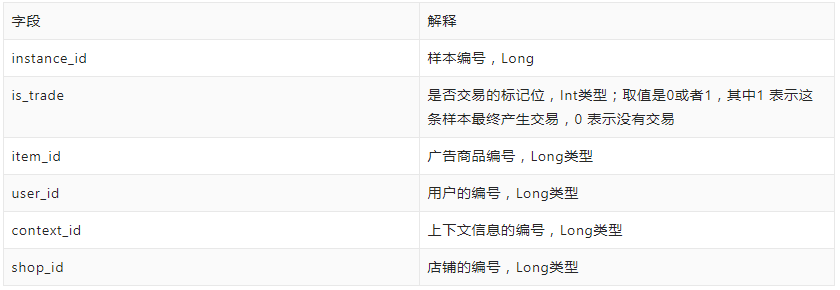 字段 解释
instance_id 样本编号，Long
is_trade 是否交易的标记位，Int类型；取值是0或者1，其中1 表示这
条样本最终产生交易，0 表示没有交易
item_id 广告商品编号，Long类型
user_id 用户的编号，Long类型
context_id 上下文信息的编号，Long类型
shop_id 店铺的编号，Long类型